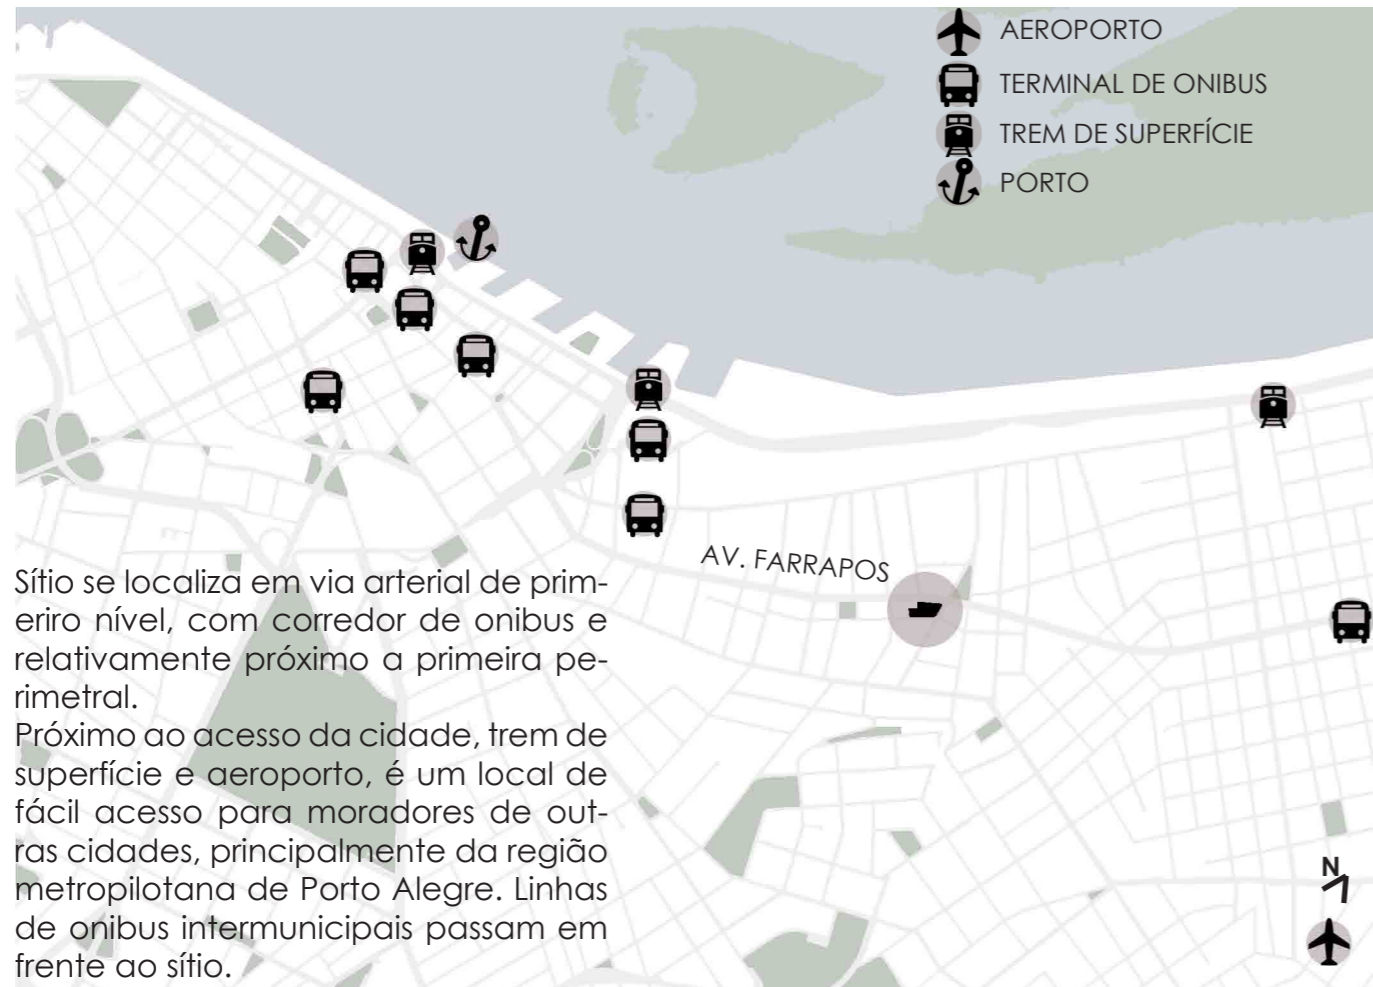 AEROPORTO
TERMINAL DE ONIBUS
TREM DE SUPERFÍCIE
PORTO
AV. FARRAPOS
Sítio se localiza em via arterial de prim-
eriro nível, com corredor de onibus e
relativamente próximo a primeira pe-
rimetral.
Próximo ao acesso da cidade, trem de
superfície e aeroporto, é um local de
fácil acesso para moradores de out-
ras cidades, principalmente da região
metropilotana de Porto Alegre. Linhas
de onibus intermunicipais passam em
frente ao sítio.
N